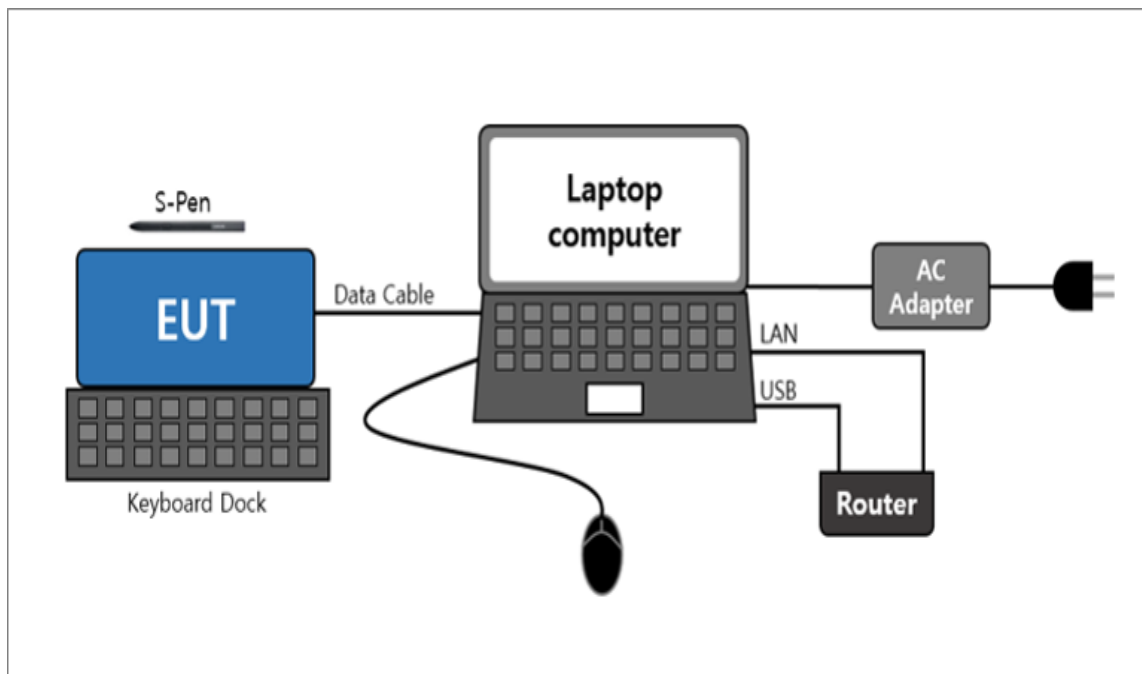 S-Pen
EUT
Keyboard Dock
Data Cable
Laptop
computer
AC
Adapter
LAN
USB
Router